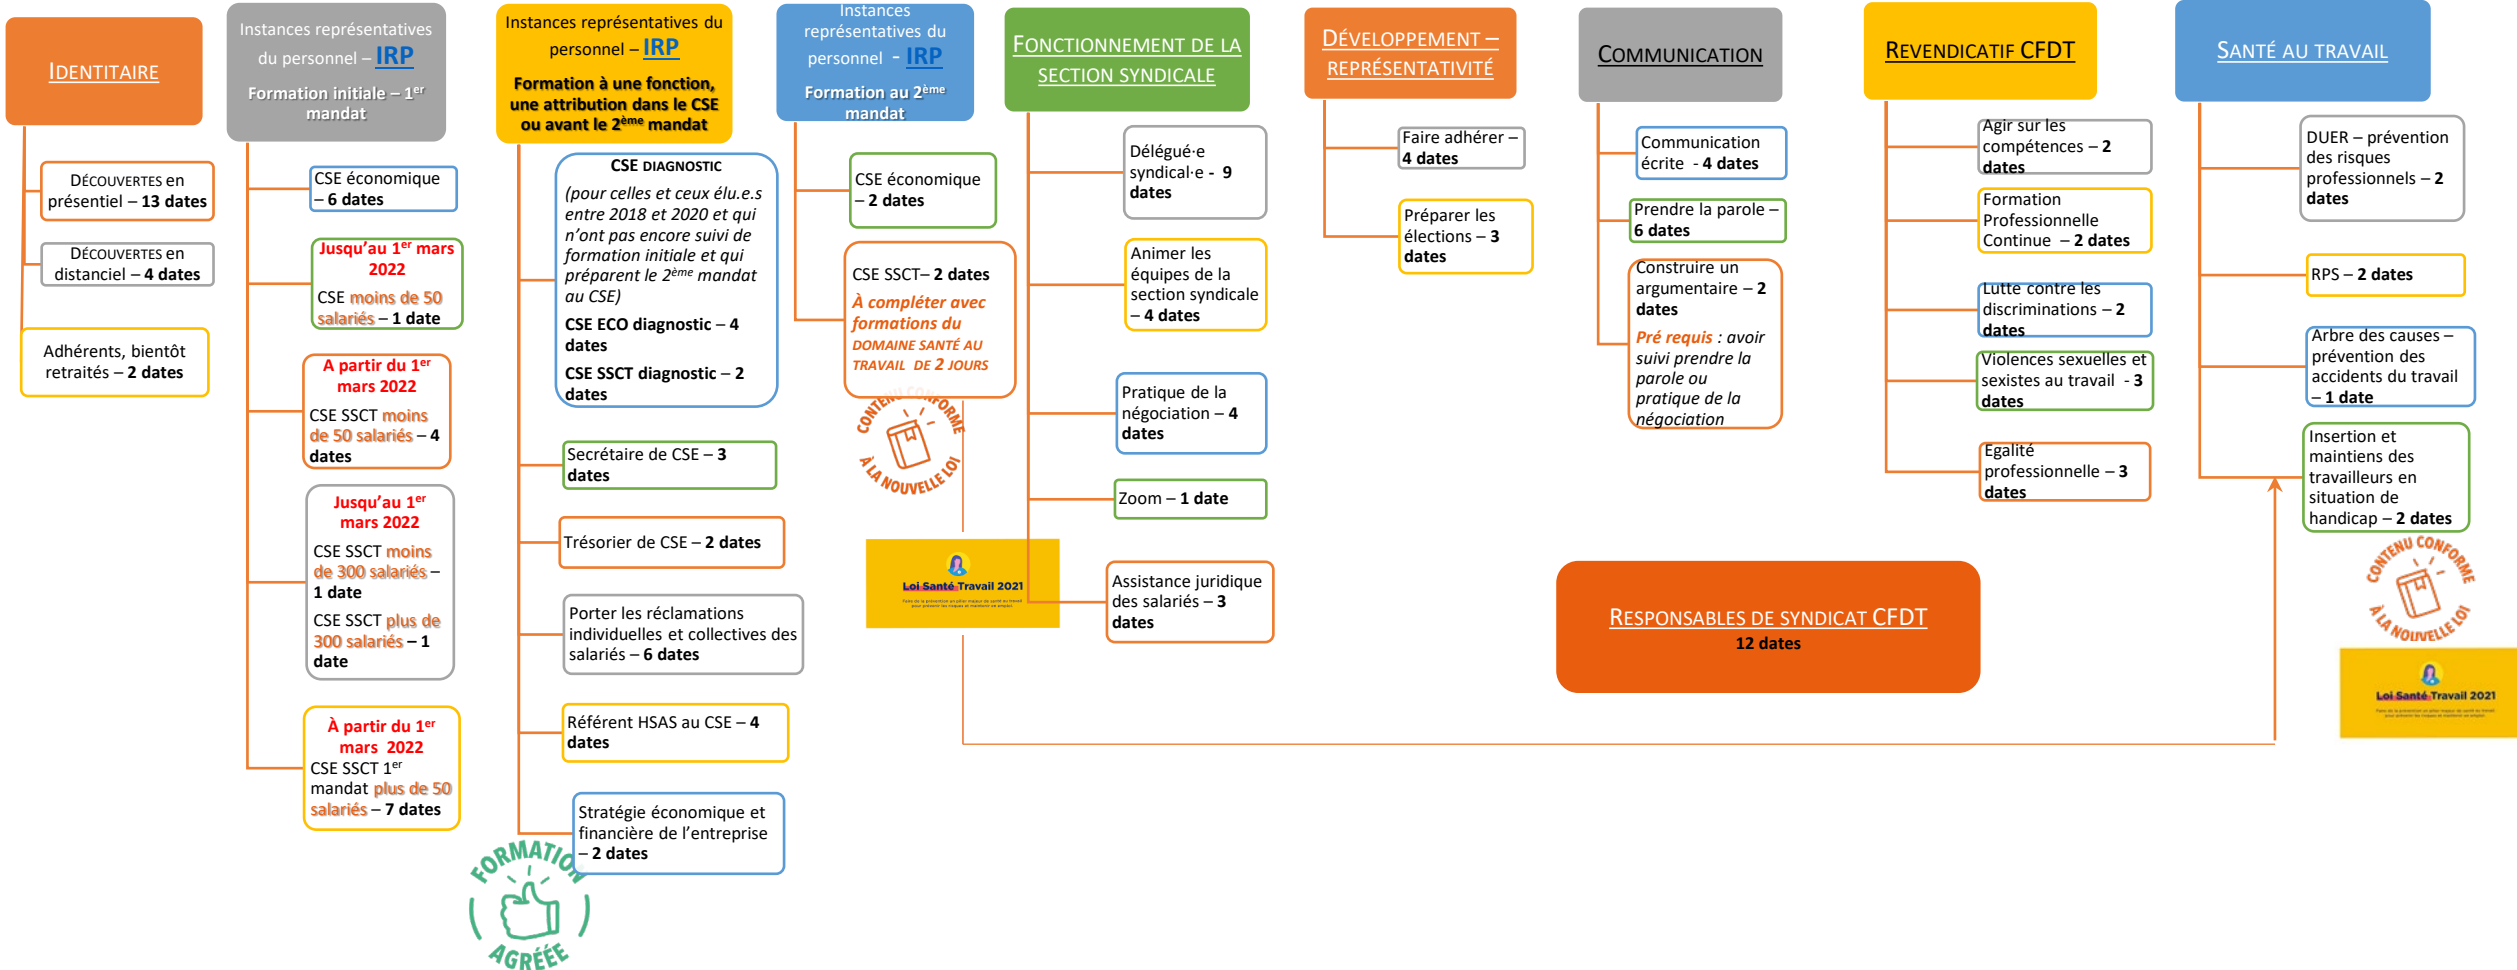 IDENTITAIRE
DÉCOUVERTES en
présentiel – 13 dates
DÉCOUVERTES en
distanciel – 4 dates
Adhérents, bientôt
retraités – 2 dates
Instances représentatives
du personnel – IRP
Formation initiale – 1er
mandat
CSE économique
– 6 dates
Jusqu'au 1er mars
2022
CSE moins de 50
salariés – 1 date
A partir du 1er
mars 2022
CSE SSCT moins
de 50 salariés – 4
dates
Jusqu'au 1er
mars 2022
CSE SSCT moins
de 300 salariés –
1 date
CSE SSCT plus de
300 salariés – 1
date
À partir du 1er
mars 2022
CSE SSCT 1er
mandat plus de 50
salariés – 7 dates
Instances représentatives du
personnel – IRP
Formation à une fonction,
une attribution dans le CSE
ou avant le 2ème mandat
CSE DIAGNOSTIC
(pour celles et ceux élu.e.s
entre 2018 et 2020 et qui
n'ont pas encore suivi de
formation initiale et qui
préparent le 2ème mandat
au CSE)
CSE ECO diagnostic – 4
dates
CSE SSCT diagnostic – 2
dates
Secrétaire de CSE – 3
dates
Trésorier de CSE – 2 dates
Porter les réclamations
individuelles et collectives des
salariés – 6 dates
Référent HSAS au CSE – 4
dates
Stratégie économique et
financière de l'entreprise
– 2 dates
FORMATION
AGRÉÉE
Instances
représentatives du
personnel - IRP
Formation au 2ème
mandat
CSE économique
– 2 dates
CSE SSCT– 2 dates
À compléter avec
formations du
DOMAINE SANTÉ AU
TRAVAIL DE 2 JOURS
CONTENU CONFORME
À LA NOUVELLE LOI
Loi Santé Travail 2021
FONCTIONNEMENT DE LA
SECTION SYNDICALE
Délégué·e
syndical·e - 9
dates
Animer les
équipes de la
section syndicale
– 4 dates
Pratique de la
négociation – 4
dates
Zoom – 1 date
Assistance juridique
des salariés – 3
dates
DÉVELOPPEMENT –
REPRÉSENTATIVITÉ
Faire adhérer –
4 dates
Préparer les
élections – 3
dates
COMMUNICATION
Communication
écrite - 4 dates
Prendre la parole –
6 dates
Construire un
argumentaire – 2
dates
Pré requis : avoir
suivi prendre la
parole ou
pratique de la
négociation
REVENDICATIF CFDT
Agir sur les
compétences – 2
dates
Formation
Professionnelle
Continue – 2 dates
Lutte contre les
discriminations – 2
dates
Violences sexuelles et
sexistes au travail - 3
dates
Egalité
professionnelle – 3
dates
RESPONSABLES DE SYNDICAT CFDT
12 dates
SANTÉ AU TRAVAIL
DUER – prévention
des risques
professionnels – 2
dates
RPS – 2 dates
Arbre des causes –
prévention des
accidents du travail
– 1 date
Insertion et
maintiens des
travailleurs en
situation de
handicap – 2 dates
CONTENU CONFORME
À LA NOUVELLE LOI
Loi Santé Travail 2021